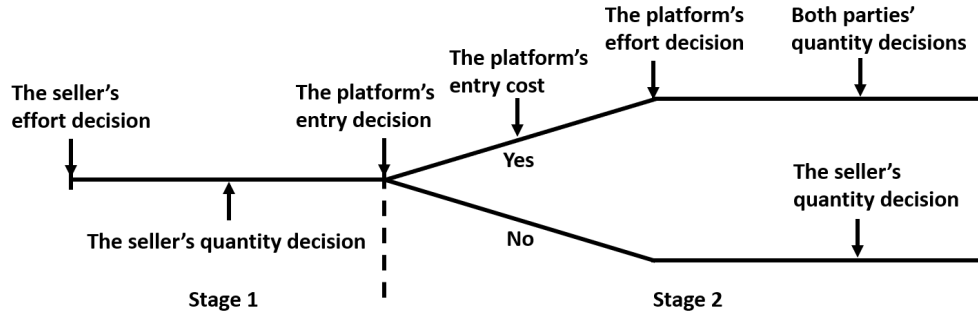 The seller's
effort decision
The seller's quantity decision
The platform's
entry decision
The platform's
entry cost
Yes
No
The platform's
effort decision
Both parties'
quantity decisions
The seller's
quantity decision
Stage 1
Stage 2